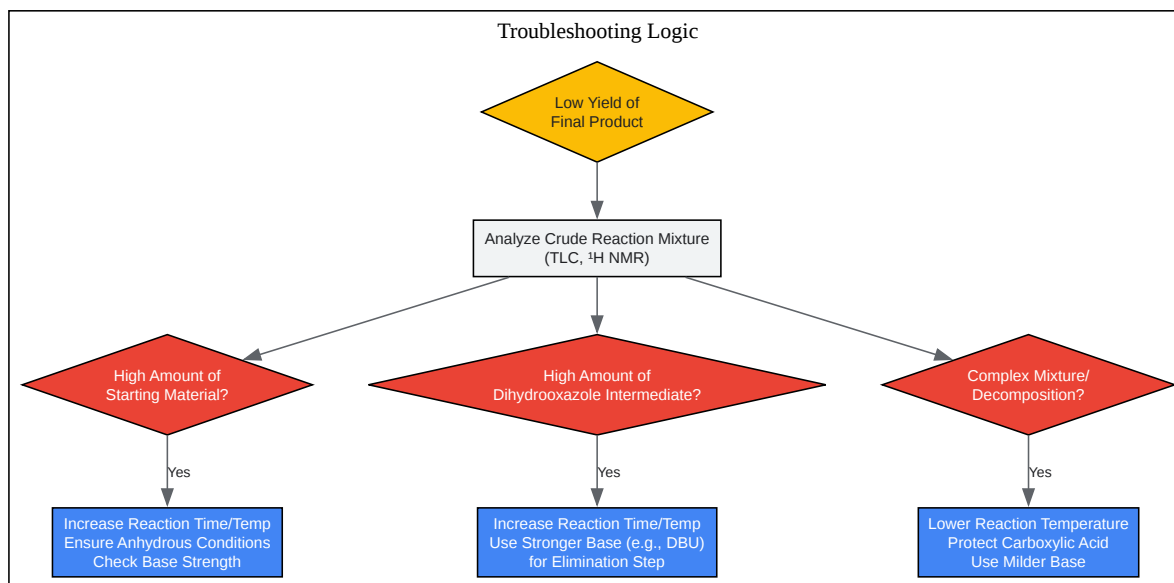 Troubleshooting Logic
Low Yield of
Final Product
Analyze Crude Reaction Mixture
(TLC, ¹H NMR)
High Amount of
Starting Material?
High Amount of
Dihydrooxazole Intermediate?
Complex Mixture/
Decomposition?
Yes
Yes
Yes
Increase Reaction Time/Temp
Ensure Anhydrous Conditions
Check Base Strength
Increase Reaction Time/Temp
Use Stronger Base (e.g., DBU)
for Elimination Step
Lower Reaction Temperature
Protect Carboxylic Acid
Use Milder Base